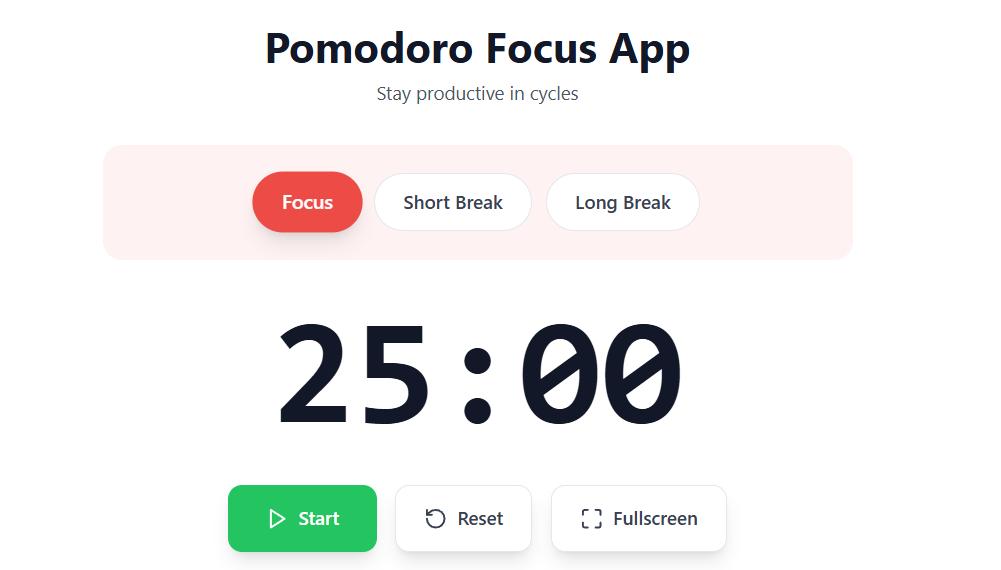 Pomodoro Focus App
Stay productive in cycles
Focus Short Break Long Break
25:00
Start Reset Fullscreen